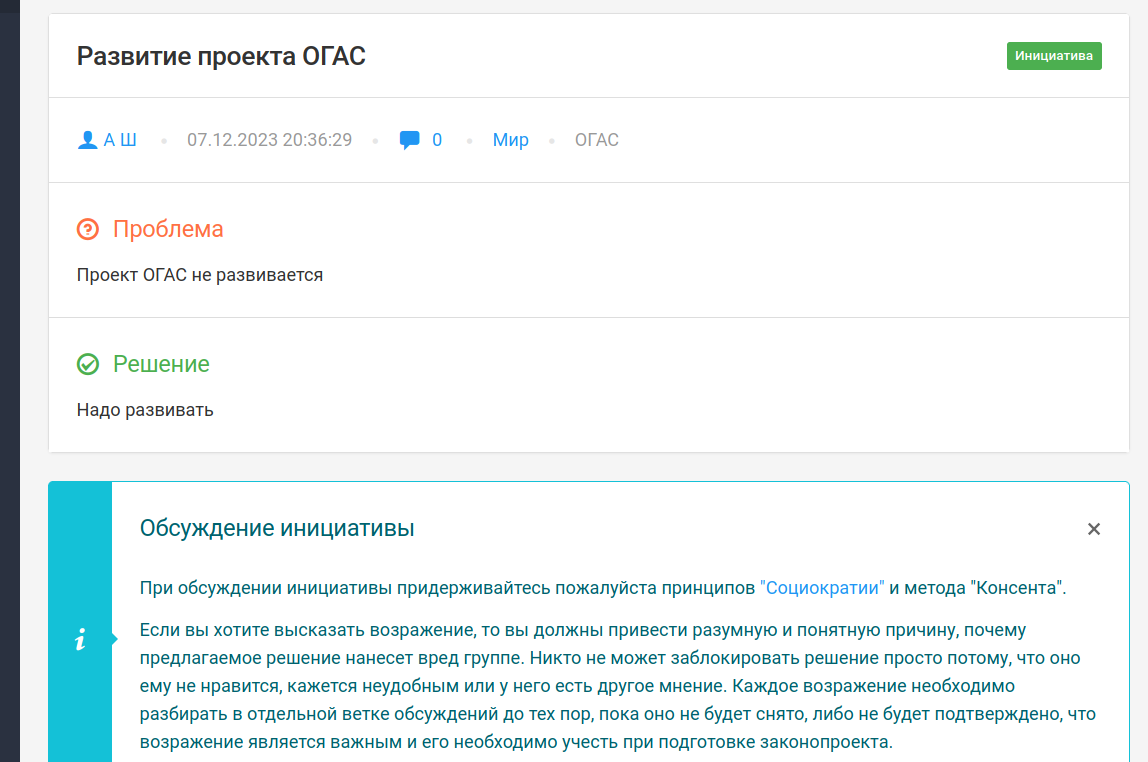 Развитие проекта ОГАС
Инициатива
А Ш • 07.12.2023 20:36:29 • 0 • Мир • ОГАС
Проблема
Проект ОГАС не развивается
Решение
Надо развивать
Обсуждение инициативы
При обсуждении инициативы придерживайтесь пожалуйста принципов "Социократии" и метода "Консента".
Если вы хотите высказать возражение, то вы должны привести разумную и понятную причину, почему
предлагаемое решение нанесет вред группе. Никто не может заблокировать решение просто потому, что оно
ему не нравится, кажется неудобным или у него есть другое мнение. Каждое возражение необходимо
разбирать в отдельной ветке обсуждений до тех пор, пока оно не будет снято, либо не будет подтверждено, что
возражение является важным и его необходимо учесть при подготовке законопроекта.